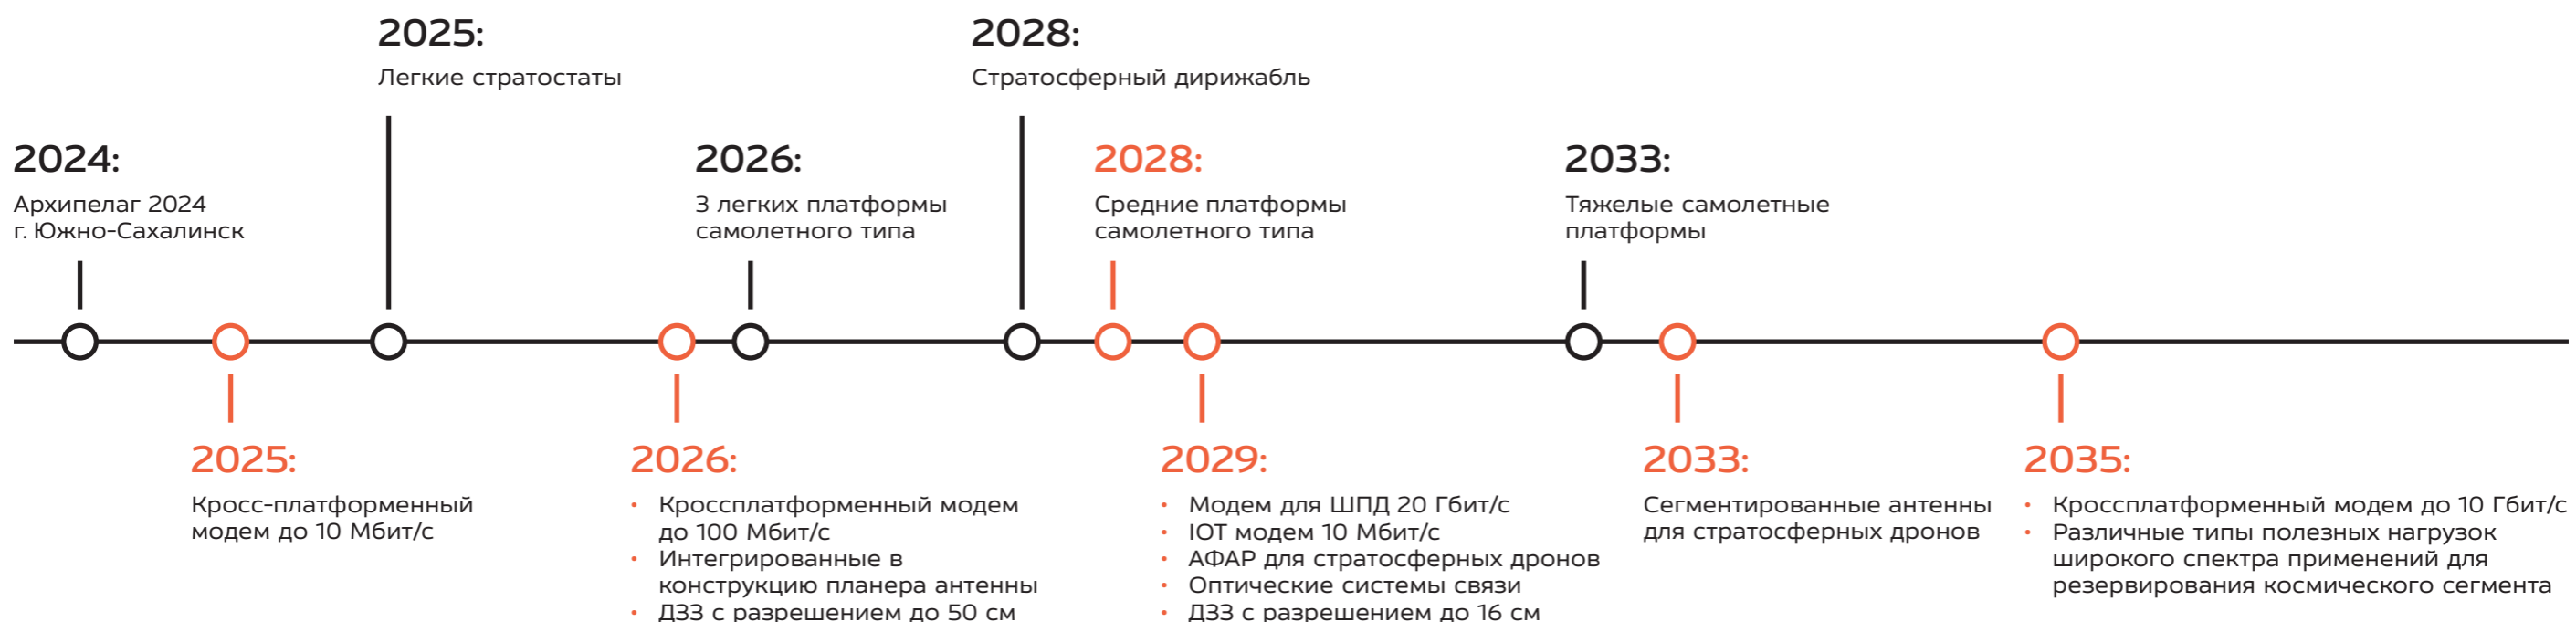 2025:
Легкие стратостаты
2028:
Стратосферный дирижабль
2024:
Архипелаг 2024
г. Южно-Сахалинск
2026:
3 легких платформы
самолетного типа
2028:
Средние платформы
самолетного типа
2033:
Тяжелые самолетные
платформы
2025:
Кросс-платформенный
модем до 10 Мбит/с
2026:
• Кроссплатформенный модем
до 100 Мбит/с
• Интегрированные в
конструкцию планера антенны
• ДЗЗ с разрешением до 50 см
2029:
• Модем для ШПД 20 Гбит/с
• IOT модем 10 Мбит/с
• АФАР для стратосферных дронов
• Оптические системы связи
• ДЗЗ с разрешением до 16 см
2033:
Сегментированные антенны
для стратосферных дронов
2035:
• Кроссплатформенный модем до 10 Гбит/с
• Различные типы полезных нагрузок
широкого спектра применений для
резервирования космического сегмента